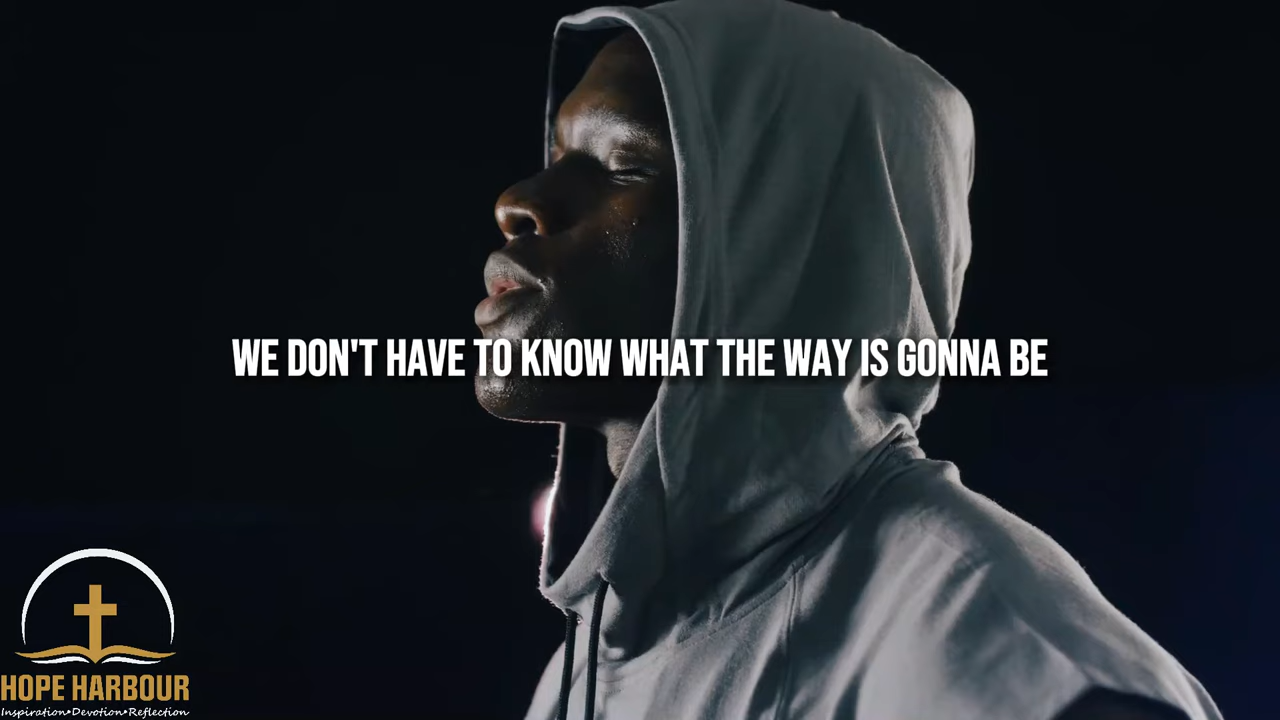 WE DON'T HAVE TO KNOW WHAT THE WAY IS GONNA BE
HOPE HARBOUR
Inspiration•Devotion•Reflection